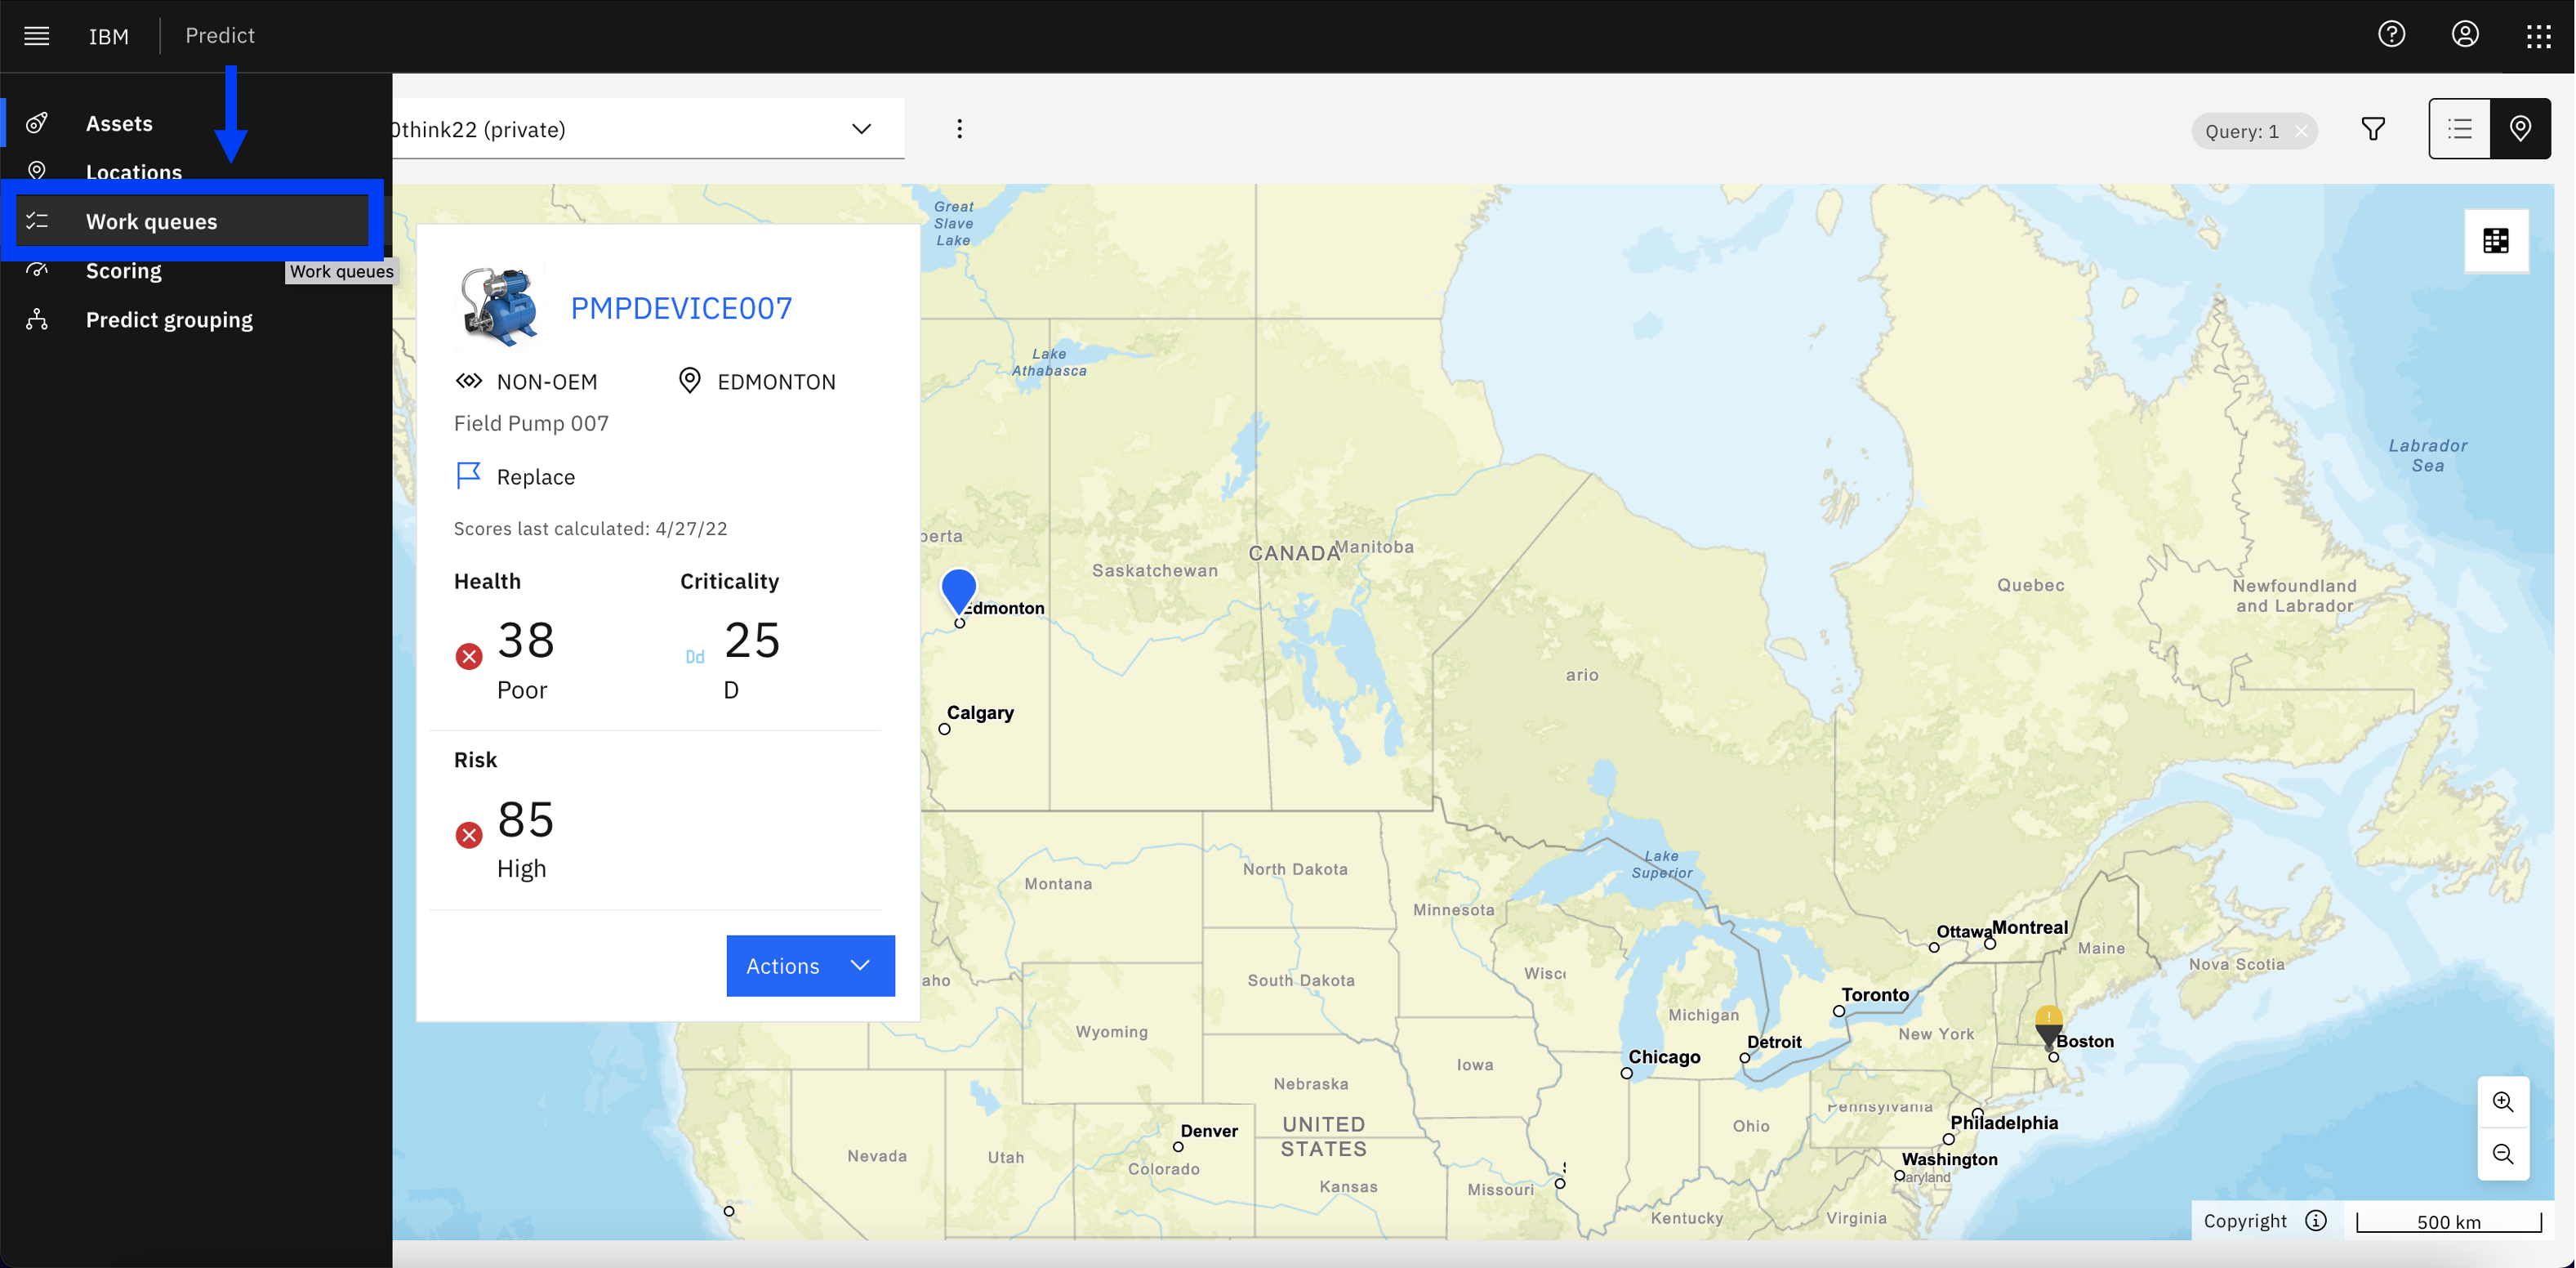 IBM
Predict
Assets
Locations
Work queues
Scoring
Work queues
Predict grouping
0think22 (private)
Query: 1
PMPDEVICE007
NON-OEM
EDMONTON
Field Pump 007
Replace
Scores last calculated: 4/27/22
Health
Criticality
38
Dd
25
Poor
D
Risk
85
High
Actions
Great
Slave
Lake
Lake
Athabasca
berta
Saskatchewan
CANADA
Manitoba
Edmonton
Calgary
ario
Quebec
Newfoundland
and Labrador
Labrador
Sea
Lake
Superior
Montana
North Dakota
Minnesota
Ottawa
Montreal
Maine
Nova Scotia
aho
South Dakota
Wisc
Toronto
Michigan
New York
Wyoming
Detroit
Boston
Chicago
Iowa
Nebraska
Pennsylvania
Philadelphia
Ohio
Denver
UNITED
STATES
Nevada
Utah
Colorado
Washington
aryland
Kansas
Missouri
Kentucky
Virginia
Copyright
500 km